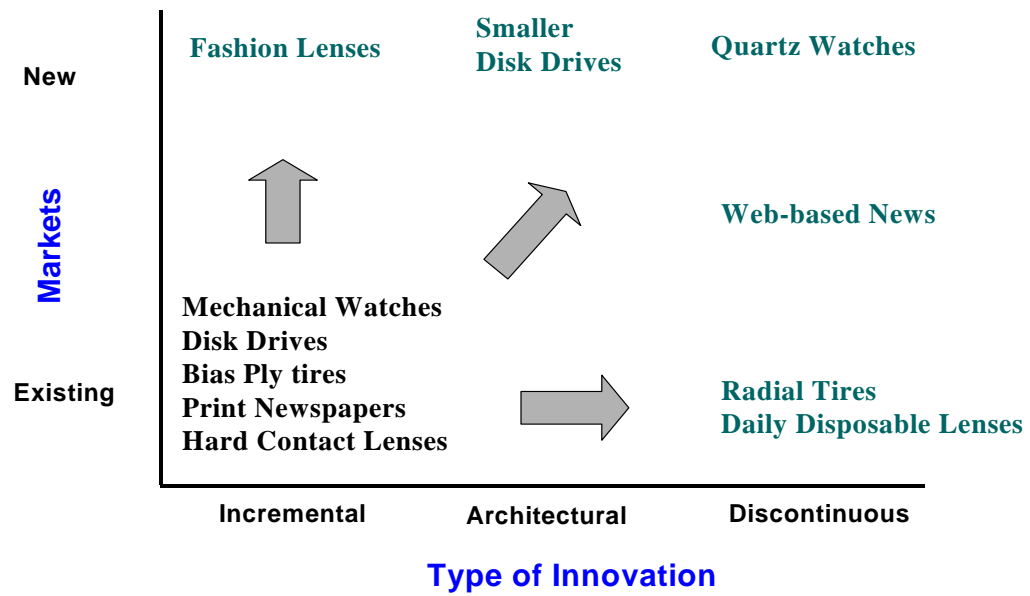 Fashion Lenses
Smaller
Disk Drives
Quartz Watches
New
Markets
Web-based News
Mechanical Watches
Disk Drives
Bias Ply tires
Print Newspapers
Hard Contact Lenses
Existing
Radial Tires
Daily Disposable Lenses
Incremental
Architectural
Discontinuous
Type of Innovation